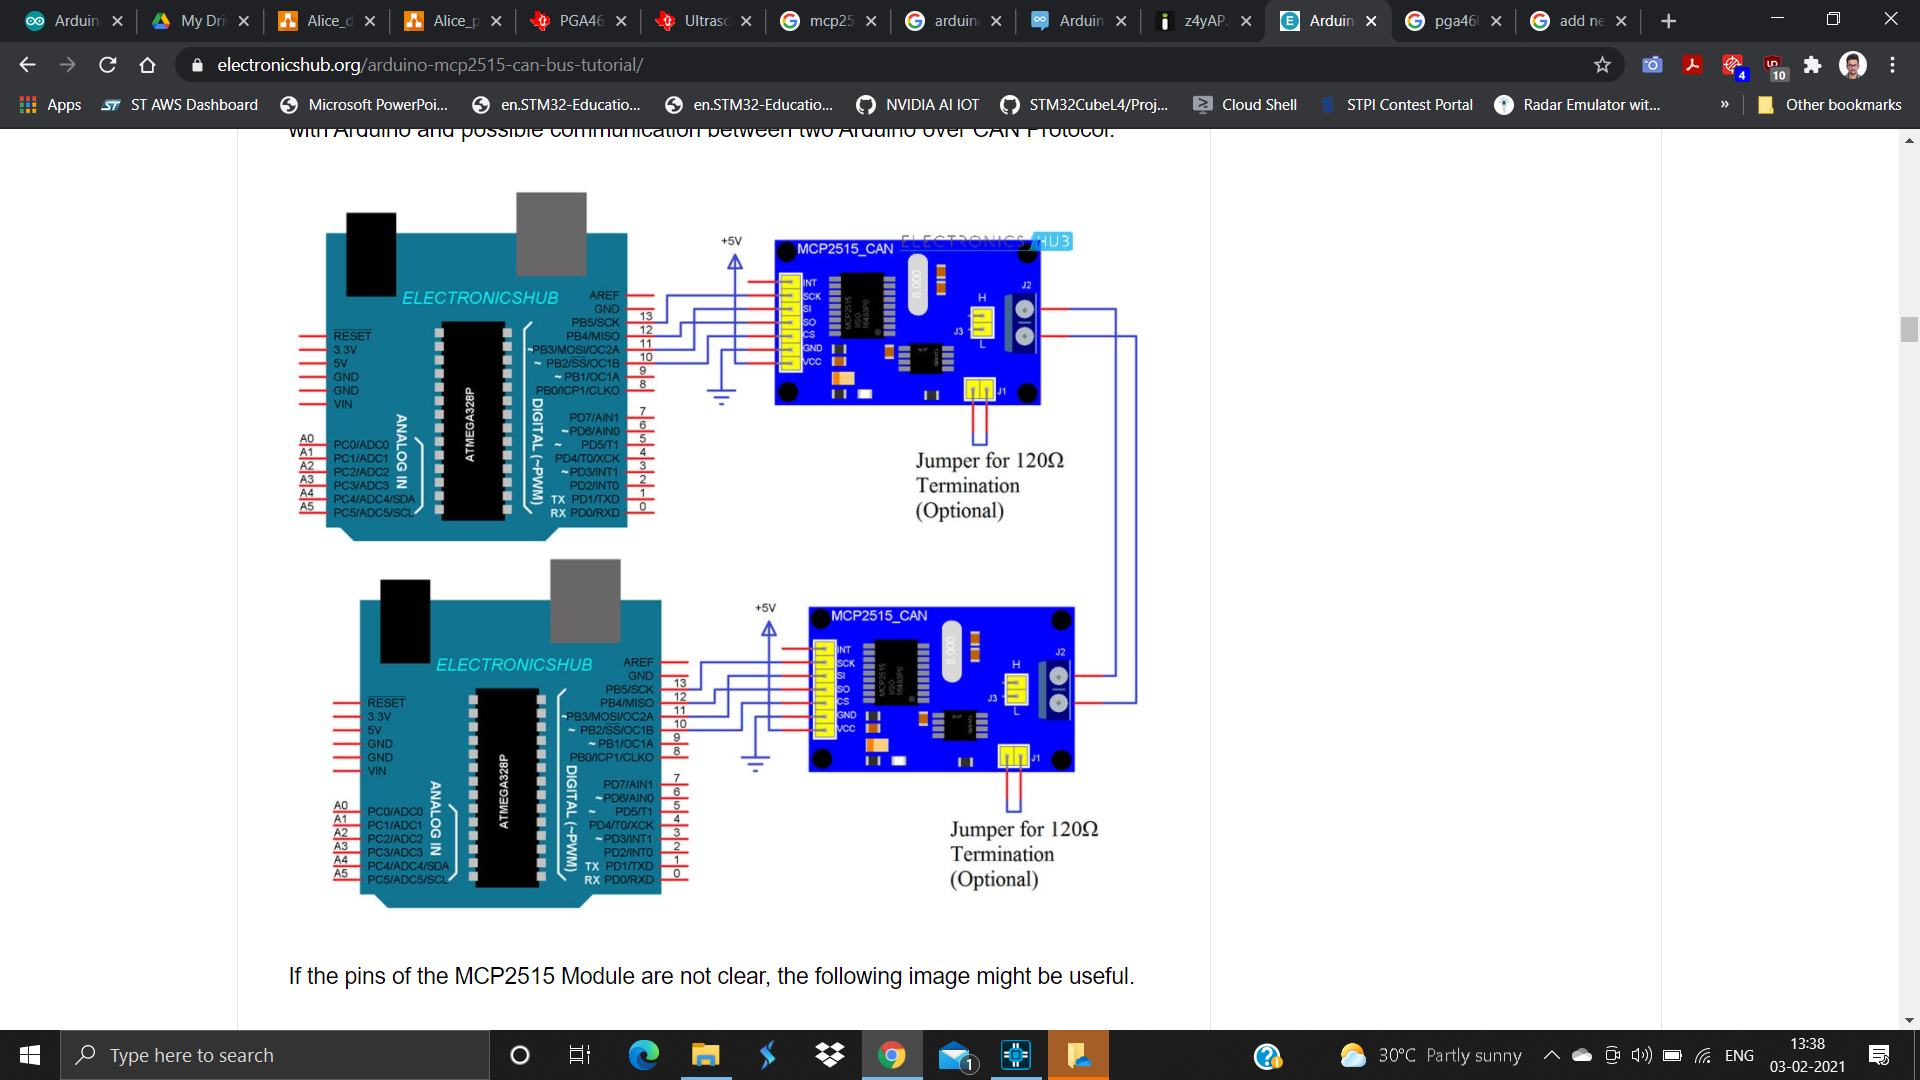 Arduin
My Dri
Alice_d
Alice_p
PGA46
Ultraso
mcp25
arduin
Arduin
z4yAP.
Arduin
pga46
add ne
electronicshub.org/arduino-mcp2515-can-bus-tutorial/
4
10
Apps
ST AWS Dashboard
Microsoft PowerPoi...
en.STM32-Educatio...
en.STM32-Educatio...
NVIDIA AI IOT
STM32CubeL4/Proj...
Cloud Shell
STPI Contest Portal
Radar Emulator wit...
»
Other bookmarks
with Arduino and possible communication between two Arduino over CAN Protocol.
ELECTRONICSHUB
ATMEGA328P
ANALOG IN
DIGITAL (~PWM)
RESET
3.3V
5V
GND
GND
VIN
A0 PC0/ADC0
A1 PC1/ADC1
A2 PC2/ADC2
A3 PC3/ADC3
A4 PC4/ADC4/SDA
A5 PC5/ADC5/SCL
AREF
GND
PB5/SCK 13
PB4/MISO 12
~PB3/MOSI/OC2A 11
~ PB2/SS/OC1B 10
~ PB1/OC1A 9
PB0/ICP1/CLKO 8
PD7/AIN1 7
~PD6/AIN0 6
~ PD5/T1 5
PD4/T0/XCK 4
~PD3/INT1 3
PD2/INT0 2
TX PD1/TXD 1
RX PD0/RXD 0
+5V
ELECTRONICS HUB
MCP2515_CAN
INT
SCK
SI
SO
CS
GND
VCC
8.000
H
J3
L
J2
J1
Jumper for 120Ω
Termination
(Optional)
ELECTRONICSHUB
ATMEGA328P
ANALOG IN
DIGITAL (~PWM)
RESET
3.3V
5V
GND
GND
VIN
A0 PC0/ADC0
A1 PC1/ADC1
A2 PC2/ADC2
A3 PC3/ADC3
A4 PC4/ADC4/SDA
A5 PC5/ADC5/SCL
AREF
GND
PB5/SCK 13
PB4/MISO 12
~PB3/MOSI/OC2A 11
~ PB2/SS/OC1B 10
~ PB1/OC1A 9
PB0/ICP1/CLKO 8
PD7/AIN1 7
~PD6/AIN0 6
~ PD5/T1 5
PD4/T0/XCK 4
~PD3/INT1 3
PD2/INT0 2
TX PD1/TXD 1
RX PD0/RXD 0
+5V
MCP2515_CAN
INT
SCK
SI
SO
CS
GND
VCC
8.000
H
J3
L
J2
J1
Jumper for 120Ω
Termination
(Optional)
If the pins of the MCP2515 Module are not clear, the following image might be useful.
Type here to search
1
30°C Partly sunny
ENG
13:38
03-02-2021